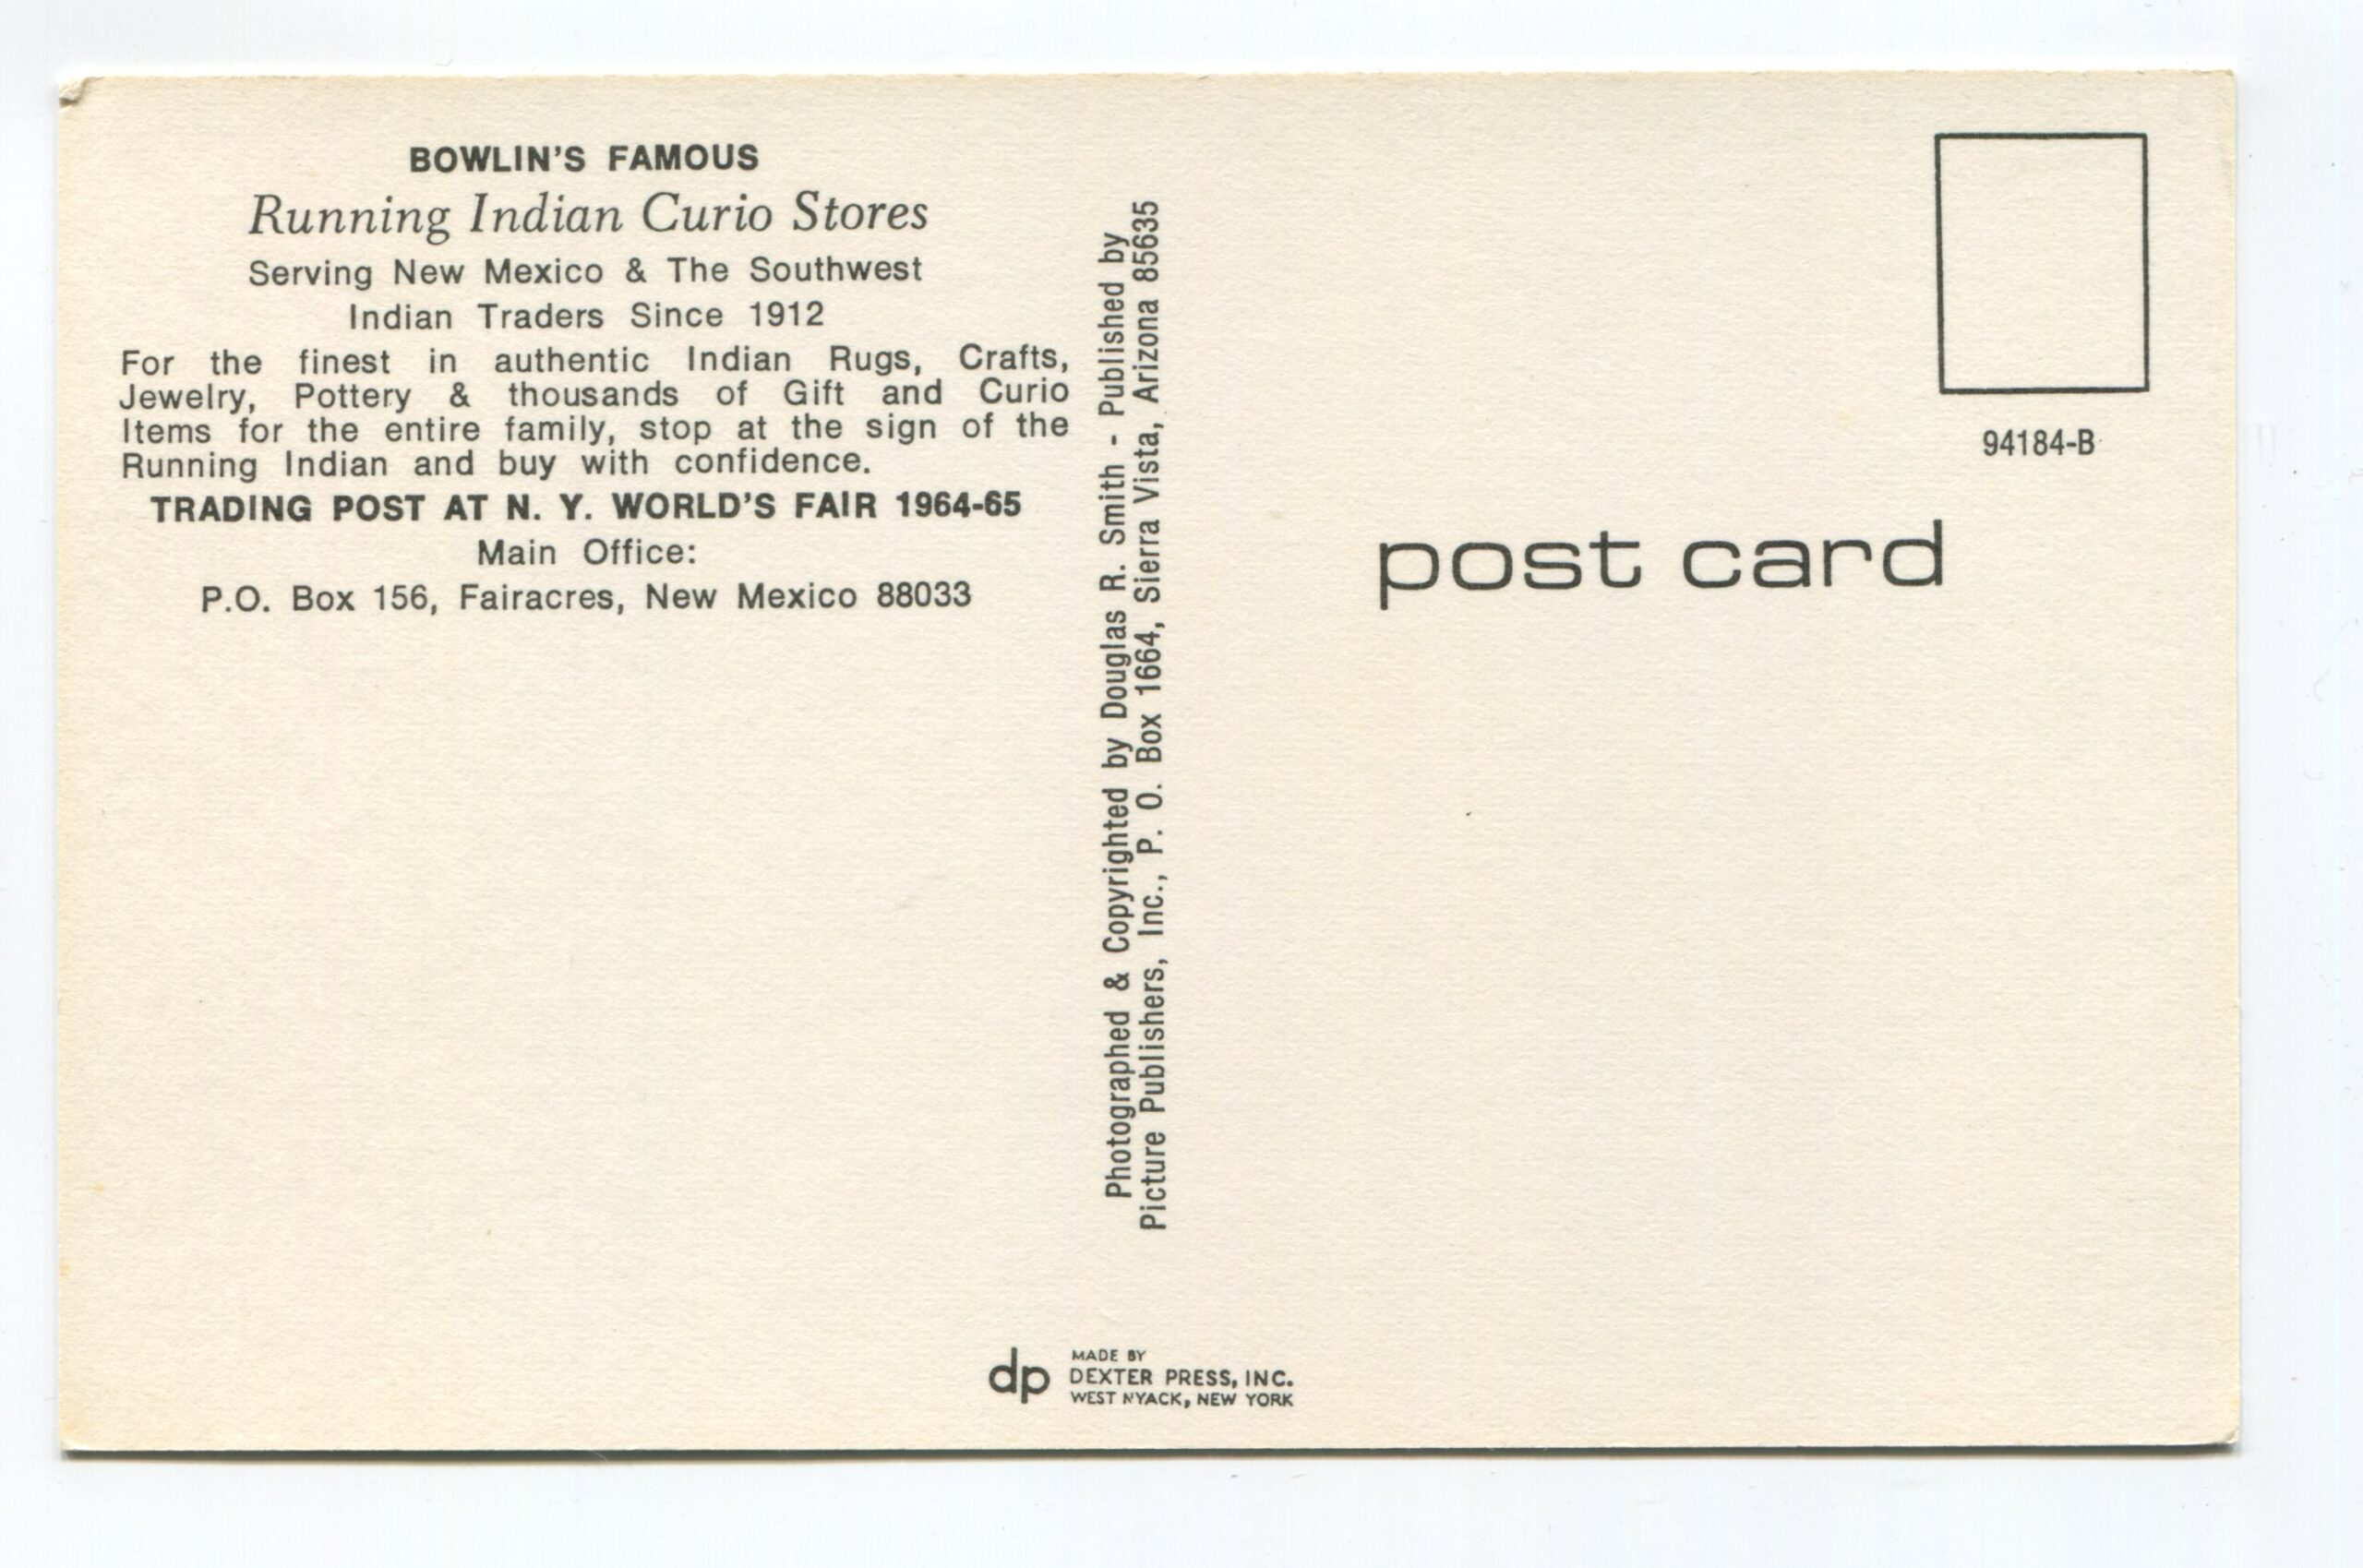 BOWLIN'S FAMOUS
Running Indian Curio Stores
Serving New Mexico & The Southwest
Indian Traders Since 1912
For the finest in authentic Indian Rugs, Crafts,
Jewelry, Pottery & thousands of Gift and Curio
Items for the entire family, stop at the sign of the
Running Indian and buy with confidence.
TRADING POST AT N. Y. WORLD'S FAIR 1964-65
Main Office:
P.O. Box 156, Fairacres, New Mexico 88033
Photographed & Copyrighted by Douglas R. Smith - Published by
Picture Publishers, Inc., P. O. Box 1664, Sierra Vista, Arizona 85635
94184-B
post card
dp
MADE BY
DEXTER PRESS, INC.
WEST NYACK, NEW YORK